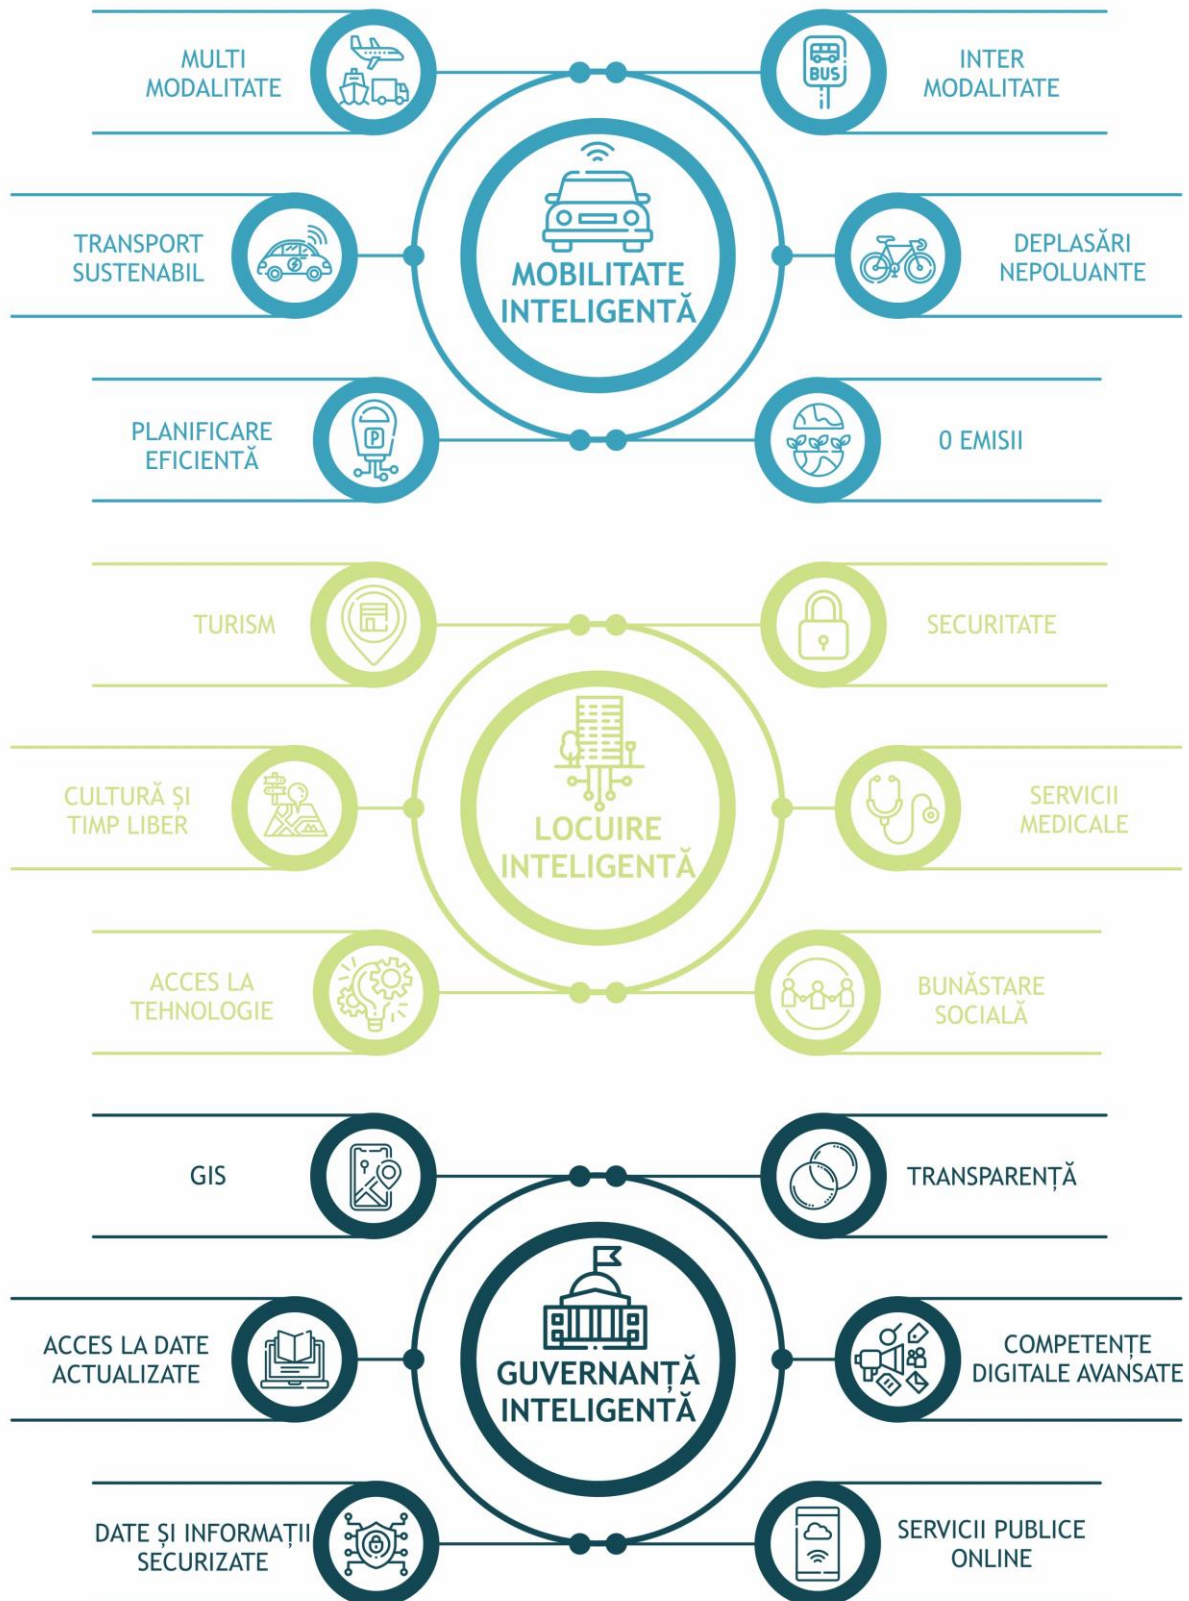 MULTI
MODALITATE
INTER
MODALITATE
BUS
TRANSPORT
SUSTENABIL
MOBILITATE
INTELIGENTĂ
DEPLASĂRI
NEPOLUANTE
PLANIFICARE
EFICIENTĂ
P
0 EMISII
TURISM
SECURITATE
CULTURĂ ȘI
TIMP LIBER
LOCUIRE
INTELIGENTĂ
SERVICII
MEDICALE
ACCES LA
TEHNOLOGIE
BUNĂSTARE
SOCIALĂ
GIS
TRANSPARENȚĂ
ACCES LA DATE
ACTUALIZATE
GUVERNANȚĂ
INTELIGENTĂ
COMPETENȚE
DIGITALE AVANSATE
DATE ȘI INFORMAȚII
SECURIZATE
SERVICII PUBLICE
ONLINE